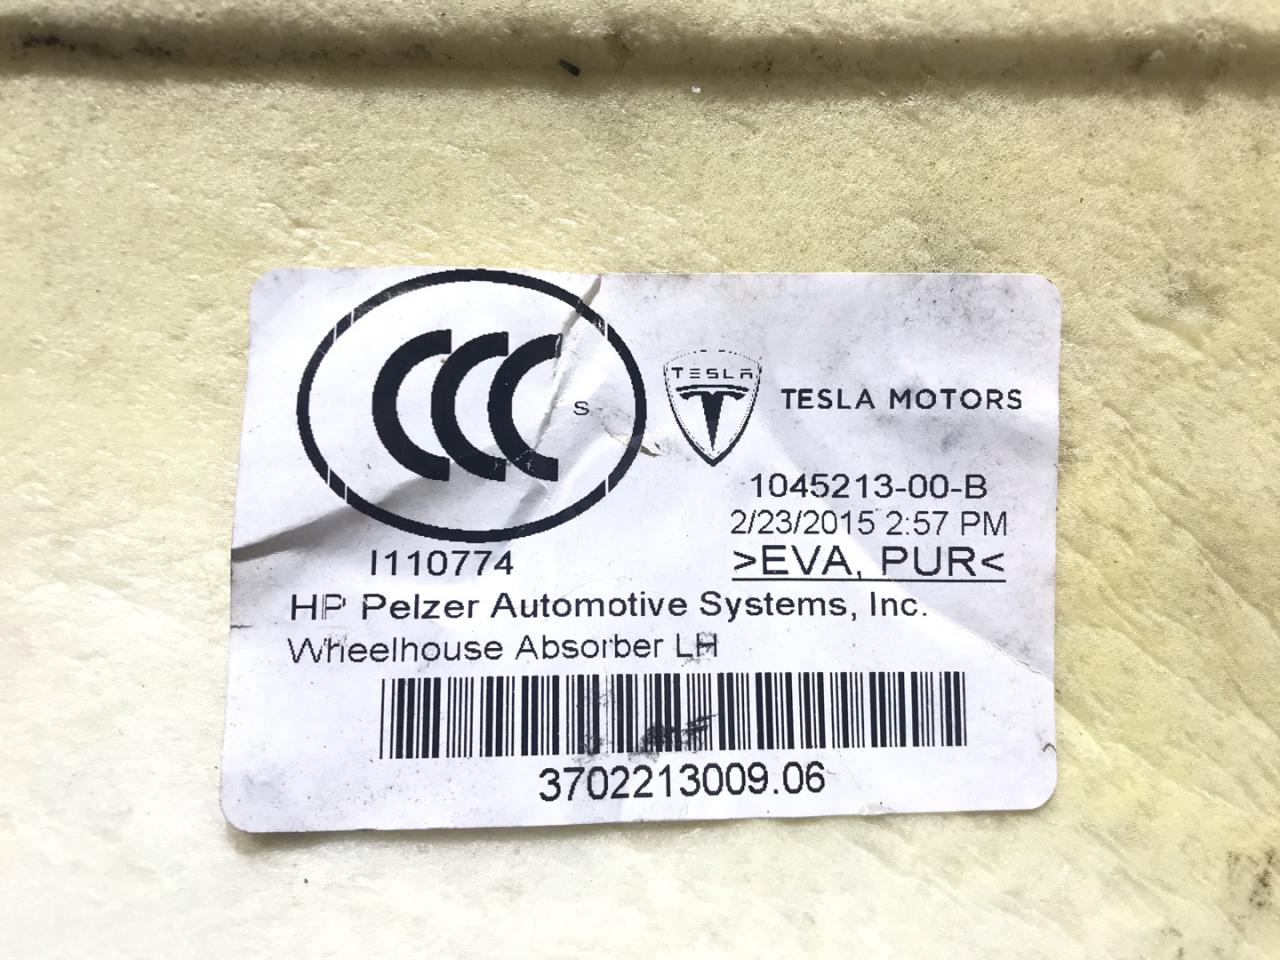 CCC
S
TESLA
TESLA MOTORS
1045213-00-B
2/23/2015 2:57 PM
>EVA, PUR<
I110774
HP Pelzer Automotive Systems, Inc.
Wheelhouse Absorber LH
3702213009.06